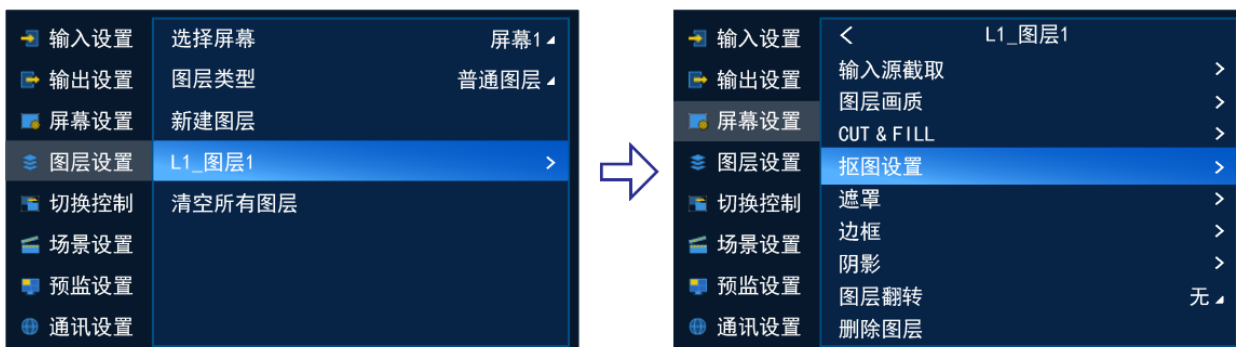 输入设置
输出设置
屏幕设置
图层设置
切换控制
场景设置
预监设置
通讯设置
选择屏幕 屏幕1
图层类型 普通图层
新建图层
L1_图层1 >
清空所有图层
输入设置
输出设置
屏幕设置
图层设置
切换控制
场景设置
预监设置
通讯设置
< L1_图层1
输入源截取 >
图层画质 >
CUT & FILL >
抠图设置 >
遮罩 >
边框 >
阴影 >
图层翻转 无
删除图层